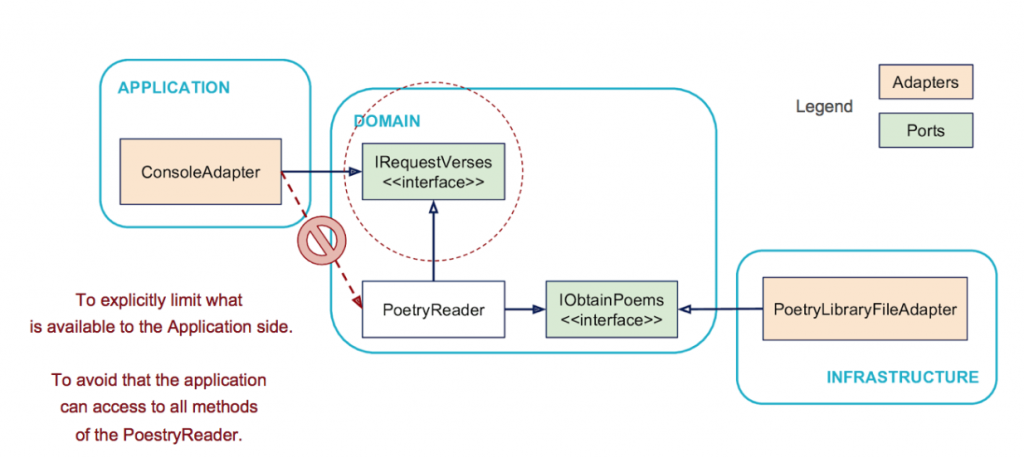 APPLICATION
ConsoleAdapter
DOMAIN
IRequestVerses
<<interface>>
PoetryReader
IObtainPoems
<<interface>>
PoetryLibraryFileAdapter
INFRASTRUCTURE
Legend
Adapters
Ports
To explicitly limit what
is available to the Application side.
To avoid that the application
can access to all methods
of the PoestryReader.